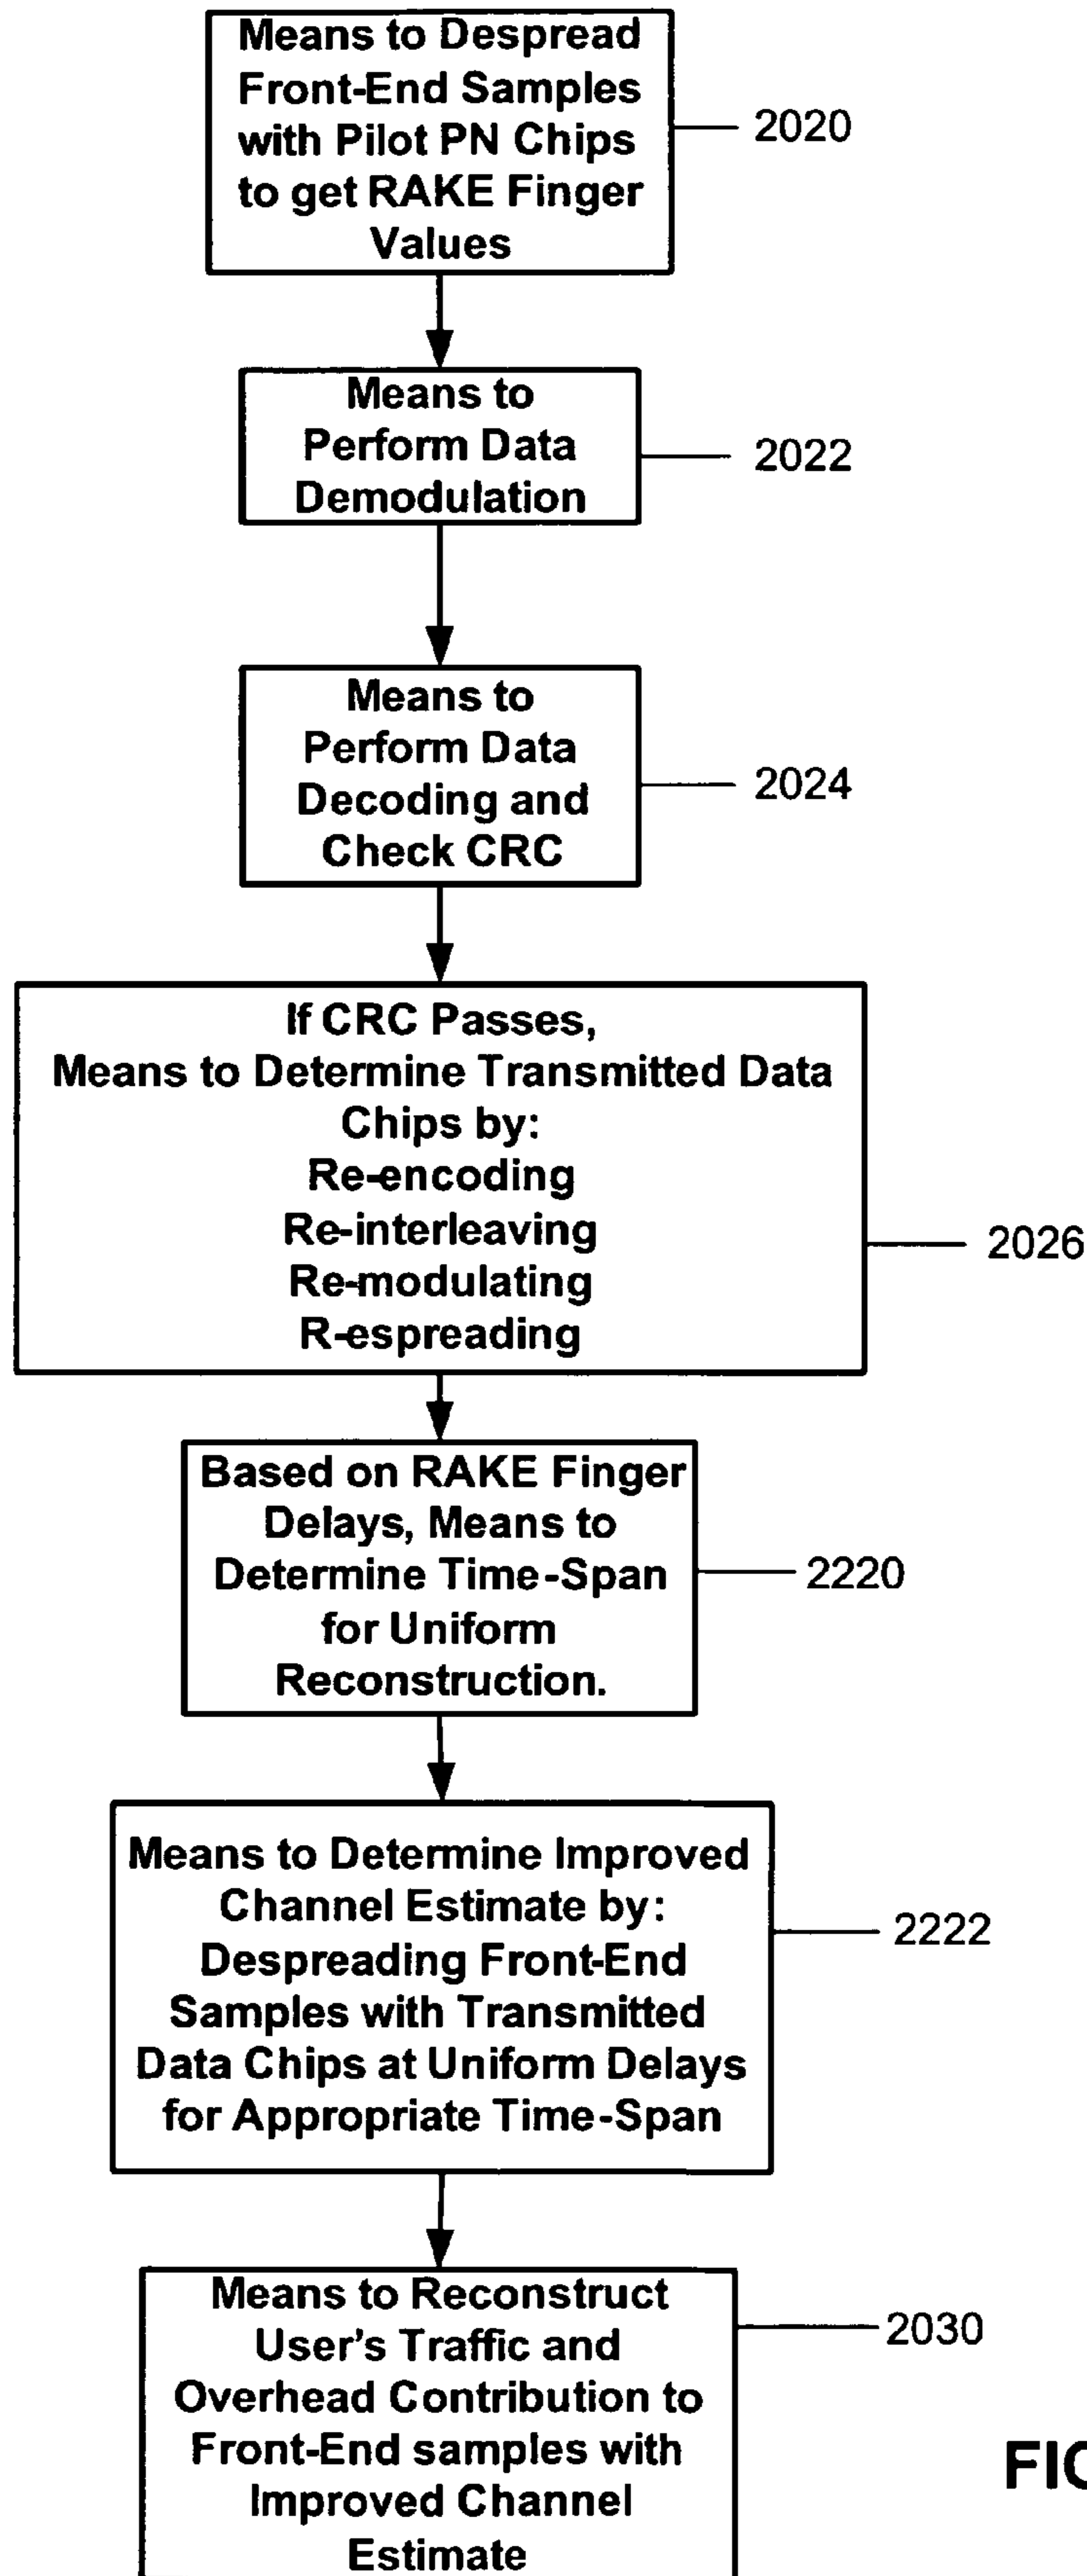 Means to Despread
Front-End Samples
with Pilot PN Chips
to get RAKE Finger
Values
2020
Means to
Perform Data
Demodulation
2022
Means to
Perform Data
Decoding and
Check CRC
2024
If CRC Passes,
Means to Determine Transmitted Data
Chips by:
Re-encoding
Re-interleaving
Re-modulating
R-espreading
2026
Based on RAKE Finger
Delays, Means to
Determine Time-Span
for Uniform
Reconstruction.
2220
Means to Determine Improved
Channel Estimate by:
Despreading Front-End
Samples with Transmitted
Data Chips at Uniform Delays
for Appropriate Time-Span
2222
Means to Reconstruct
User's Traffic and
Overhead Contribution to
Front-End samples with
Improved Channel
Estimate
2030